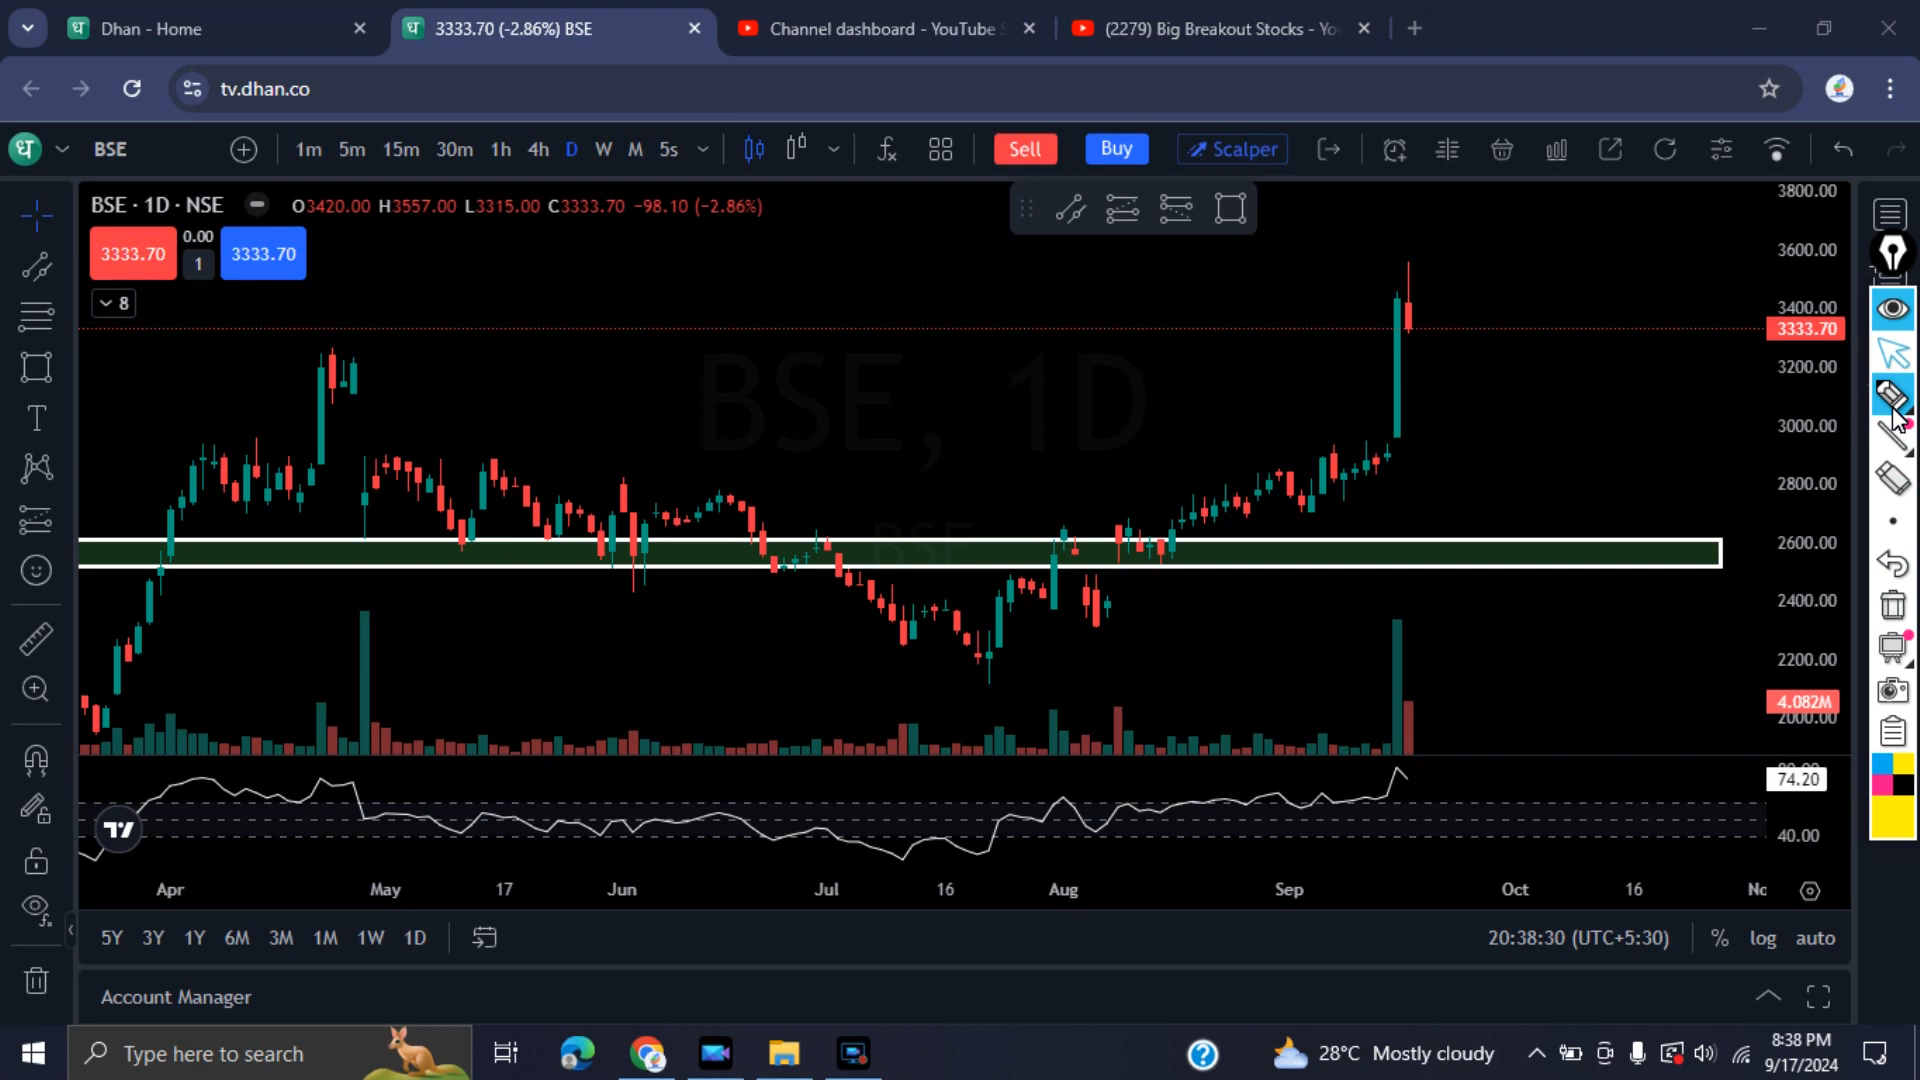 Dhan - Home
3333.70 (-2.86%) BSE
Channel dashboard - YouTube
(2279) Big Breakout Stocks - Yo
tv.dhan.co
ध BSE 1m 5m 15m 30m 1h 4h D W M 5s Sell Buy Scalper
BSE · 1D · NSE O3420.00 H3557.00 L3315.00 C3333.70 −98.10 (−2.86%)
3333.70 0.00 1 3333.70
8
BSE, 1D
BSE
3800.00
3600.00
3400.00
3333.70
3200.00
3000.00
2800.00
2600.00
2400.00
2200.00
4.082M
2000.00
80.00
74.20
40.00
Apr May 17 Jun Jul 16 Aug Sep Oct 16 No
5Y 3Y 1Y 6M 3M 1M 1W 1D 20:38:30 (UTC+5:30) % log auto
Account Manager
Type here to search
28°C Mostly cloudy
8:38 PM
9/17/2024